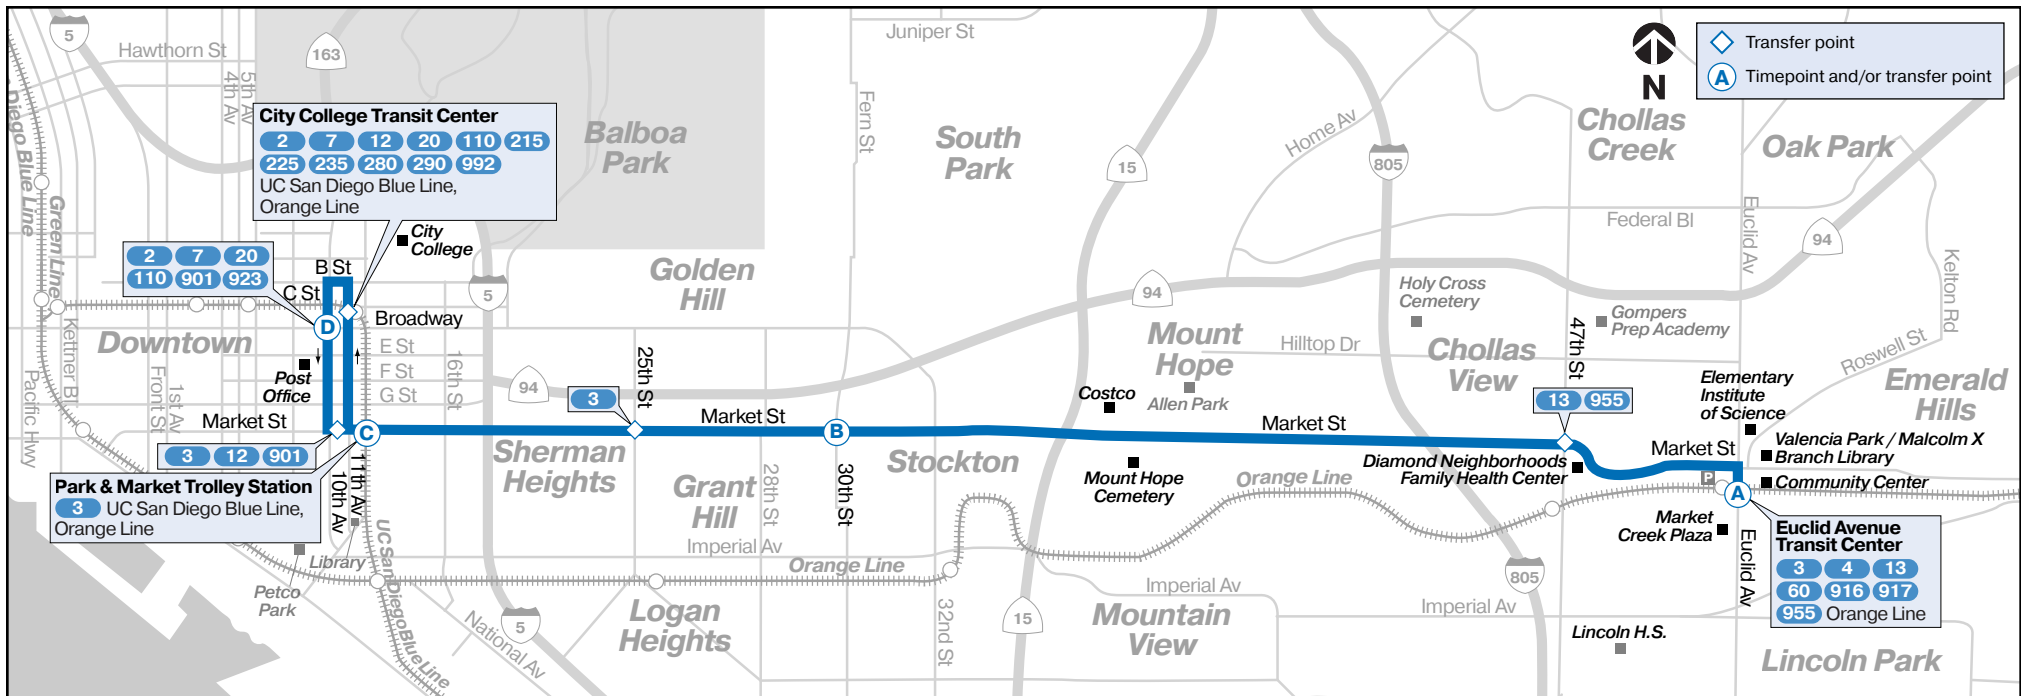 5
Hawthorn St
163
4th Av
5th Av
Juniper St
Fern St
N
Transfer point
A Timepoint and/or transfer point
City College Transit Center
2 7 12 20 110 215
225 235 280 290 992
UC San Diego Blue Line,
Orange Line
Balboa
Park
South
Park
15
Home Av
805
Chollas
Creek
Oak Park
Diego Blue Line
Green Line
City
College
2 7 20
110 901 923
B St
C St
D
Broadway
Golden
Hill
5
94
Federal Bl
Euclid Av
94
Kelton Rd
Holy Cross
Cemetery
Gompers
Prep Academy
Downtown
Kettner Bl
Pacific Hwy
Front St
1st Av
Post
Office
E St
F St
G St
16th St
94
25th St
3
Mount
Hope
Allen Park
Costco
Hilltop Dr
Chollas
View
47th St
13 955
Elementary
Institute
of Science
Roswell St
Emerald
Hills
Market St
C
Market St
B
Market St
Market St
Valencia Park / Malcolm X
Branch Library
3 12 901
Sherman
Heights
Stockton
Mount Hope
Cemetery
Orange Line
Diamond Neighborhoods
Family Health Center
P
A
Community Center
Park & Market Trolley Station
3 UC San Diego Blue Line,
Orange Line
10th Av
11th Av
Grant
Hill
28th St
30th St
Market
Creek Plaza
Euclid Av
Euclid Avenue
Transit Center
3 4 13
60 916 917
955 Orange Line
Library
Petco
Park
UC San Diego Blue Line
Imperial Av
Orange Line
805
Imperial Av
Imperial Av
National Av
5
Logan
Heights
32nd St
15
Mountain
View
Lincoln H.S.
Lincoln Park